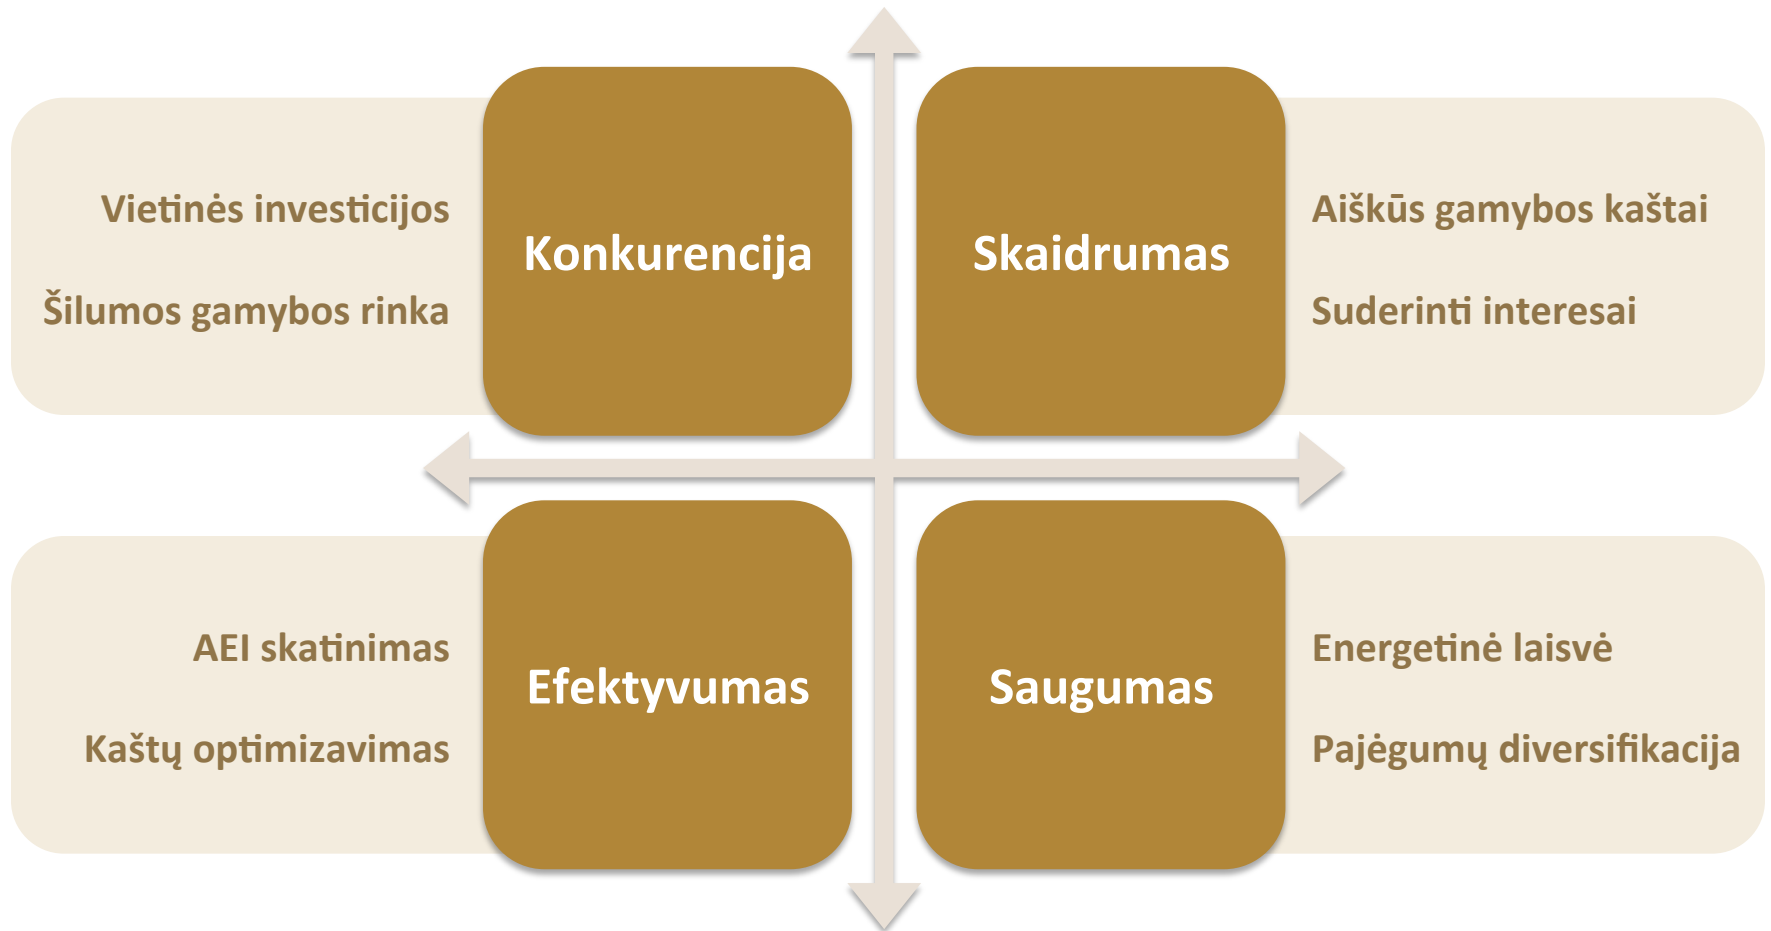 Vietinės investicijos
Šilumos gamybos rinka
Konkurencija
Skaidrumas
Aiškūs gamybos kaštai
Suderinti interesai
AEI skatinimas
Kaštų optimizavimas
Efektyvumas
Saugumas
Energetinė laisvė
Pajėgumų diversifikacija